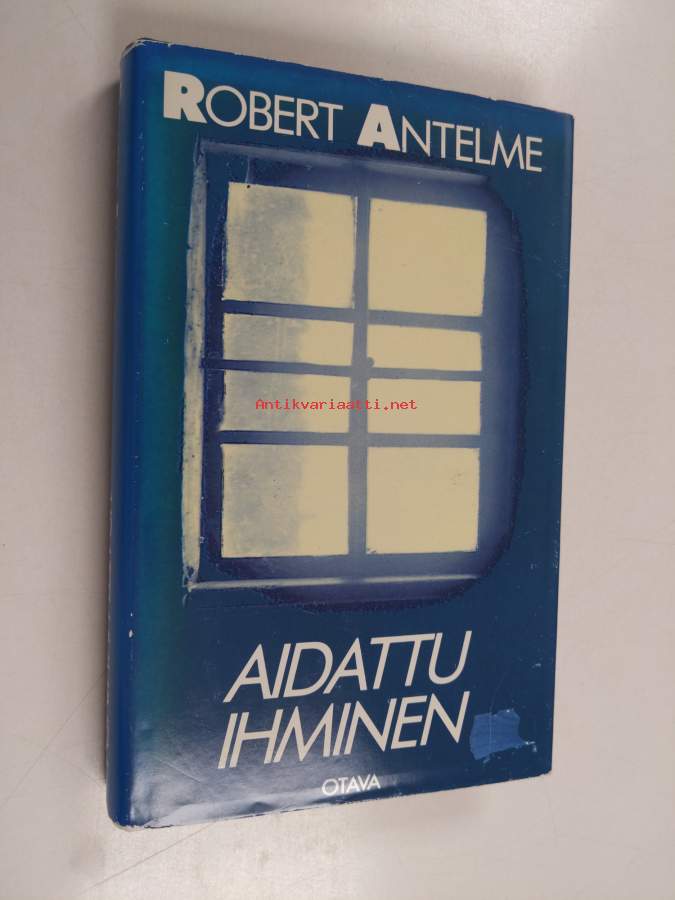 ROBERT ANTELME
Antikvariaatti.net
AIDATTU
IHMINEN
OTAVA